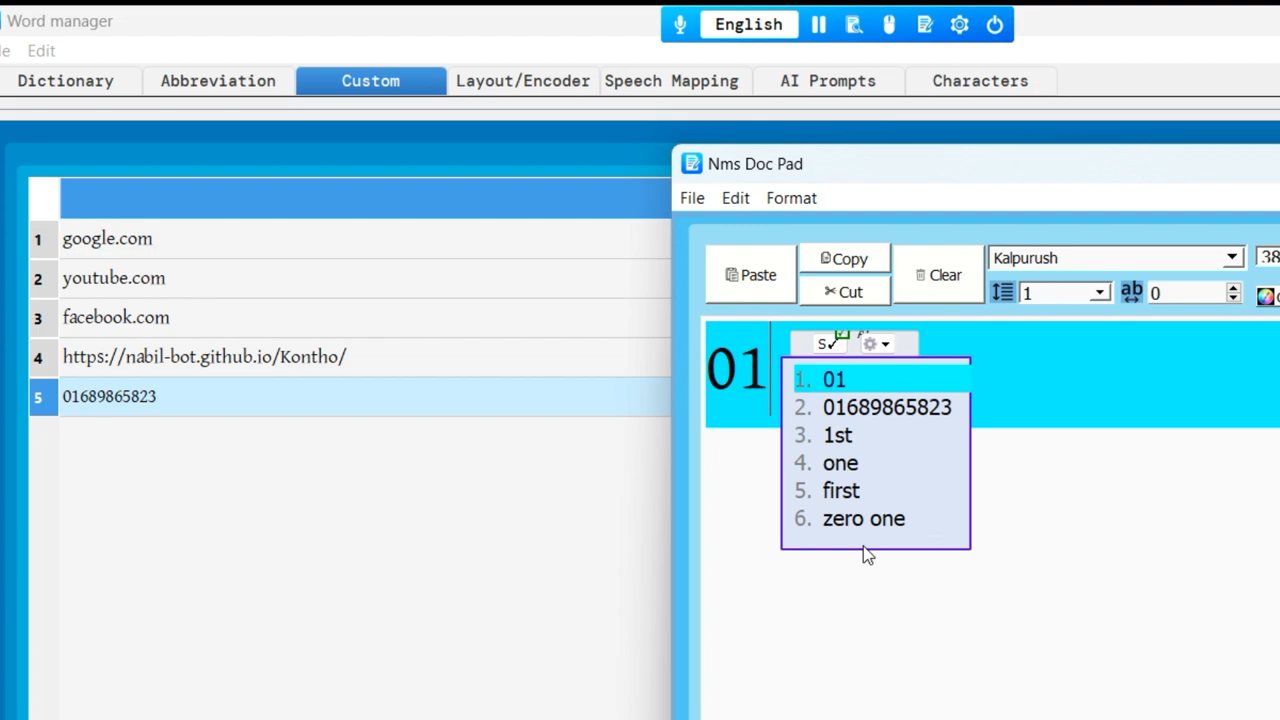 Word manager
English
Edit
Dictionary Abbreviation Custom Layout/Encoder Speech Mapping AI Prompts Characters
1 google.com
2 youtube.com
3 facebook.com
4 https://nabil-bot.github.io/Kontho/
5 01689865823
Nms Doc Pad
File Edit Format
Paste Copy Cut Clear Kalpurush 38
1 ab 0
01
S✓
1. 01
2. 01689865823
3. 1st
4. one
5. first
6. zero one